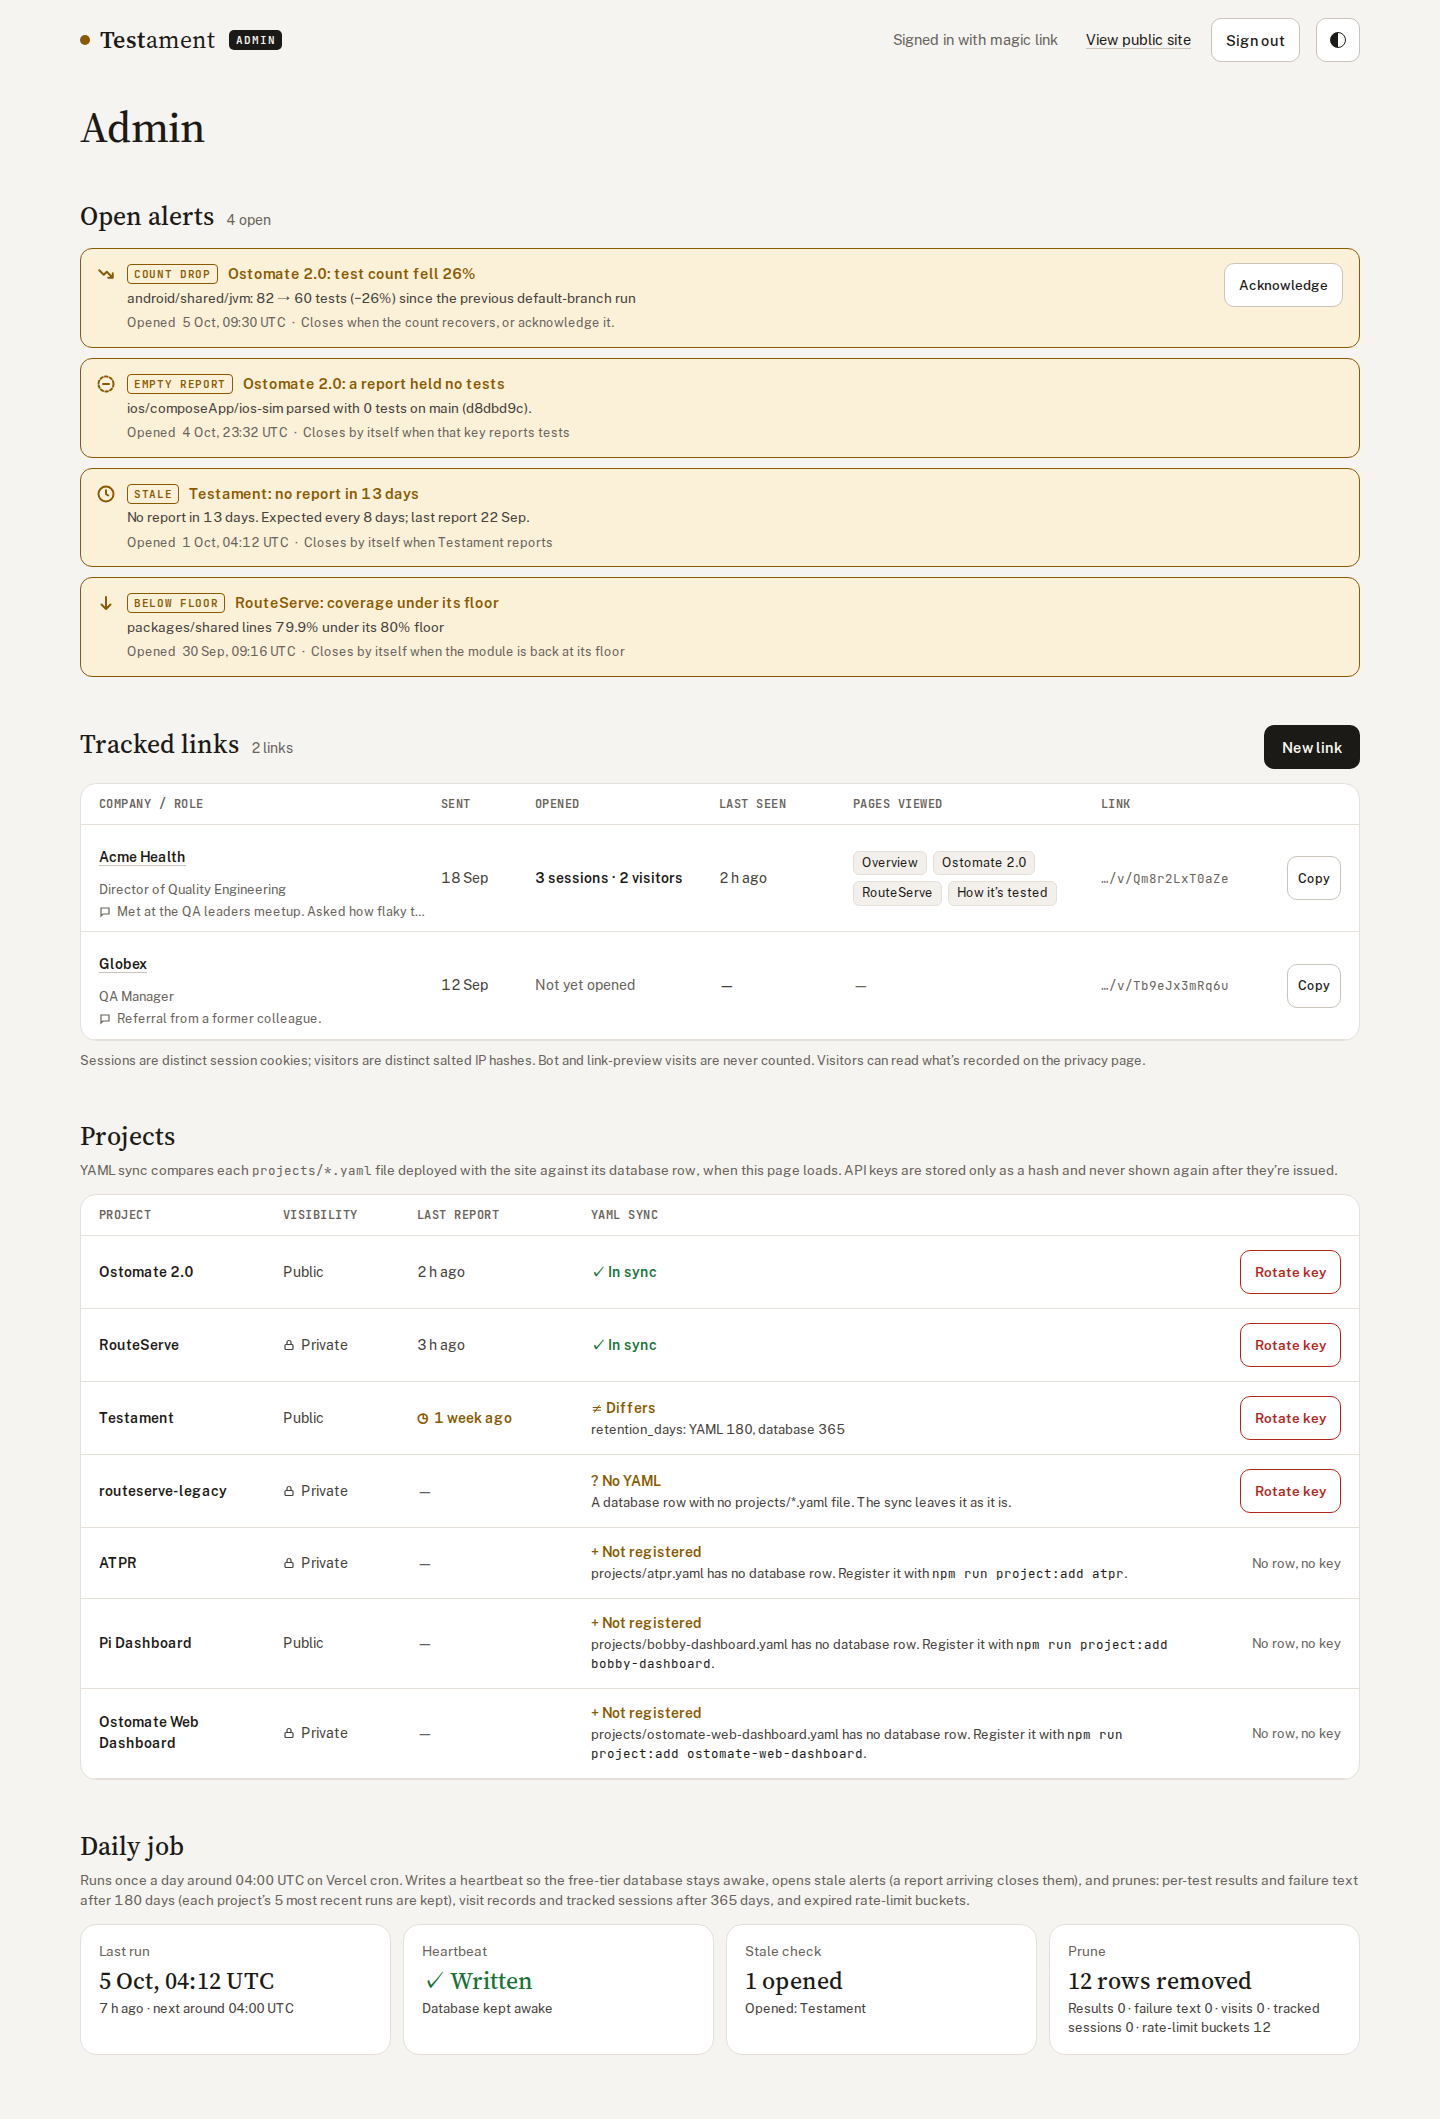 Testament ADMIN Signed in with magic link View public site Sign out
Admin
Open alerts 4 open
COUNT DROP Ostomate 2.0: test count fell 26%
android/shared/jvm: 82 → 60 tests (−26%) since the previous default-branch run
Opened 5 Oct, 09:30 UTC · Closes when the count recovers, or acknowledge it.
Acknowledge
EMPTY REPORT Ostomate 2.0: a report held no tests
ios/composeApp/ios-sim parsed with 0 tests on main (d8dbd9c).
Opened 4 Oct, 23:32 UTC · Closes by itself when that key reports tests
STALE Testament: no report in 13 days
No report in 13 days. Expected every 8 days; last report 22 Sep.
Opened 1 Oct, 04:12 UTC · Closes by itself when Testament reports
BELOW FLOOR RouteServe: coverage under its floor
packages/shared lines 79.9% under its 80% floor
Opened 30 Sep, 09:16 UTC · Closes by itself when the module is back at its floor
Tracked links 2 links New link
COMPANY / ROLE SENT OPENED LAST SEEN PAGES VIEWED LINK
Acme Health
Director of Quality Engineering
Met at the QA leaders meetup. Asked how flaky t…
18 Sep 3 sessions · 2 visitors 2 h ago
Overview Ostomate 2.0
RouteServe How it’s tested
…/v/Qm8r2LxT0aZe Copy
Globex
QA Manager
Referral from a former colleague.
12 Sep Not yet opened — — …/v/Tb9eJx3mRq6u Copy
Sessions are distinct session cookies; visitors are distinct salted IP hashes. Bot and link-preview visits are never counted. Visitors can read what’s recorded on the privacy page.
Projects
YAML sync compares each projects/*.yaml file deployed with the site against its database row, when this page loads. API keys are stored only as a hash and never shown again after they’re issued.
PROJECT VISIBILITY LAST REPORT YAML SYNC
Ostomate 2.0 Public 2 h ago ✓ In sync Rotate key
RouteServe Private 3 h ago ✓ In sync Rotate key
Testament Public 1 week ago ≠ Differs
retention_days: YAML 180, database 365
Rotate key
routeserve-legacy Private — ? No YAML
A database row with no projects/*.yaml file. The sync leaves it as it is.
Rotate key
ATPR Private — + Not registered
projects/atpr.yaml has no database row. Register it with npm run project:add atpr.
No row, no key
Pi Dashboard Public — + Not registered
projects/bobby-dashboard.yaml has no database row. Register it with npm run project:add
bobby-dashboard.
No row, no key
Ostomate Web
Dashboard
Private — + Not registered
projects/ostomate-web-dashboard.yaml has no database row. Register it with npm run
project:add ostomate-web-dashboard.
No row, no key
Daily job
Runs once a day around 04:00 UTC on Vercel cron. Writes a heartbeat so the free-tier database stays awake, opens stale alerts (a report arriving closes them), and prunes: per-test results and failure text
after 180 days (each project’s 5 most recent runs are kept), visit records and tracked sessions after 365 days, and expired rate-limit buckets.
Last run
5 Oct, 04:12 UTC
7 h ago · next around 04:00 UTC
Heartbeat
✓ Written
Database kept awake
Stale check
1 opened
Opened: Testament
Prune
12 rows removed
Results 0 · failure text 0 · visits 0 · tracked
sessions 0 · rate-limit buckets 12